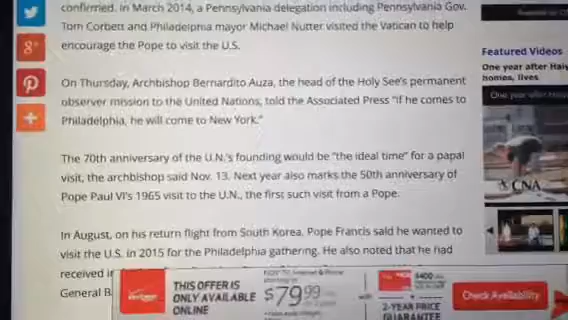 confirmed. In March 2014, a Pennsylvania delegation including Pennsylvania Gov.
Tom Corbett and Philadelphia mayor Michael Nutter visited the Vatican to help
encourage the Pope to visit the U.S.
Featured Videos
One year after Haiy
homes, lives
On Thursday, Archbishop Bernardito Auza, the head of the Holy See's permanent
observer mission to the United Nations, told the Associated Press "If he comes to
Philadelphia, he will come to New York."
One year after
The 70th anniversary of the U.N.'s founding would be "the ideal time" for a papal
visit, the archbishop said Nov. 13. Next year also marks the 50th anniversary of
Pope Paul VI's 1965 visit to the U.N., the first such visit from a Pope.
CNA
In August, on his return flight from South Korea, Pope Francis said he wanted to
visit the U.S. in 2015 for the Philadelphia gathering. He also noted that he had
received
General B
g+
verizon
THIS OFFER IS
ONLY AVAILABLE
ONLINE
$79.99
with
$400
2-YEAR PRICE
GUARANTEE
Check Availability